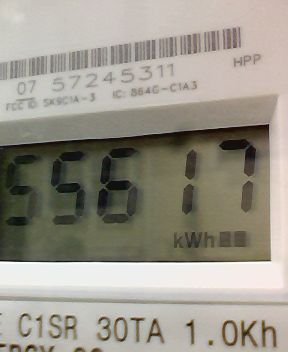 HPP
07 57245311
FCC ID: SK9C1A-3 IC: 864G-C1A3
55617
kWh
C1SR 30TA 1.0Kh